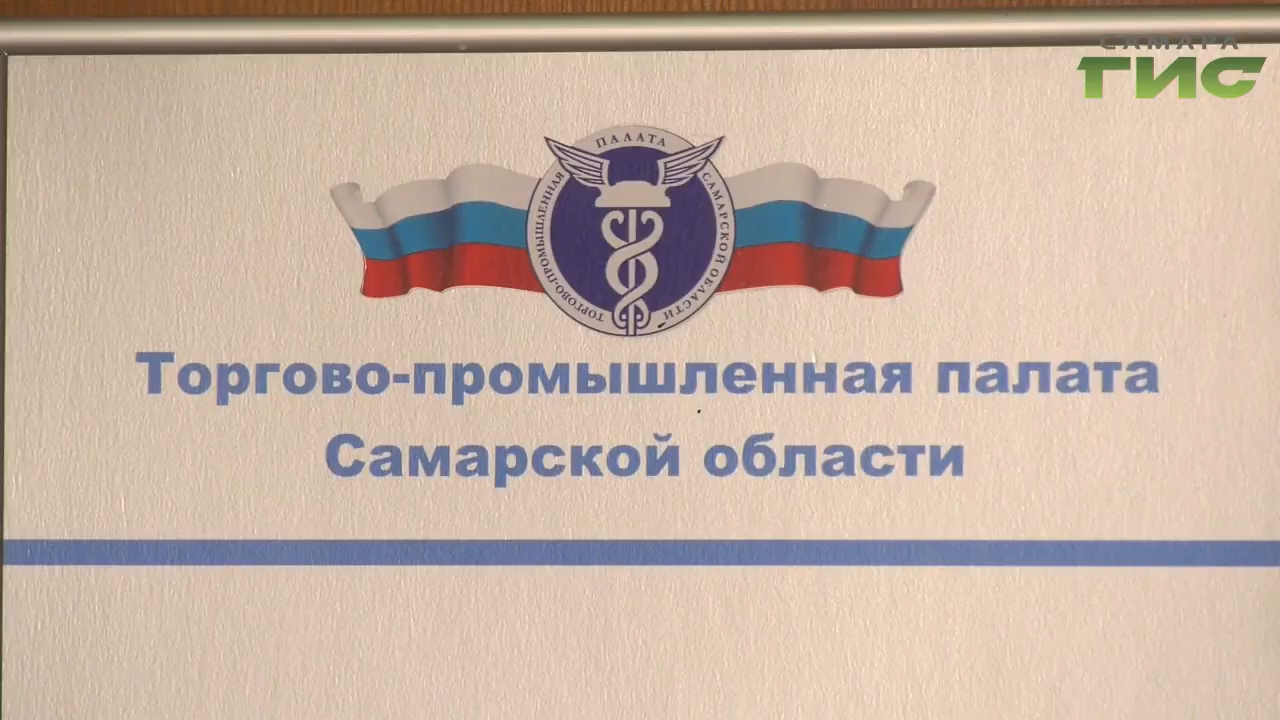 САМАРА
ГИС
ТОРГОВО-ПРОМЫШЛЕННАЯ ПАЛАТА САМАРСКОЙ ОБЛАСТИ
Торгово-промышленная палата
Самарской области